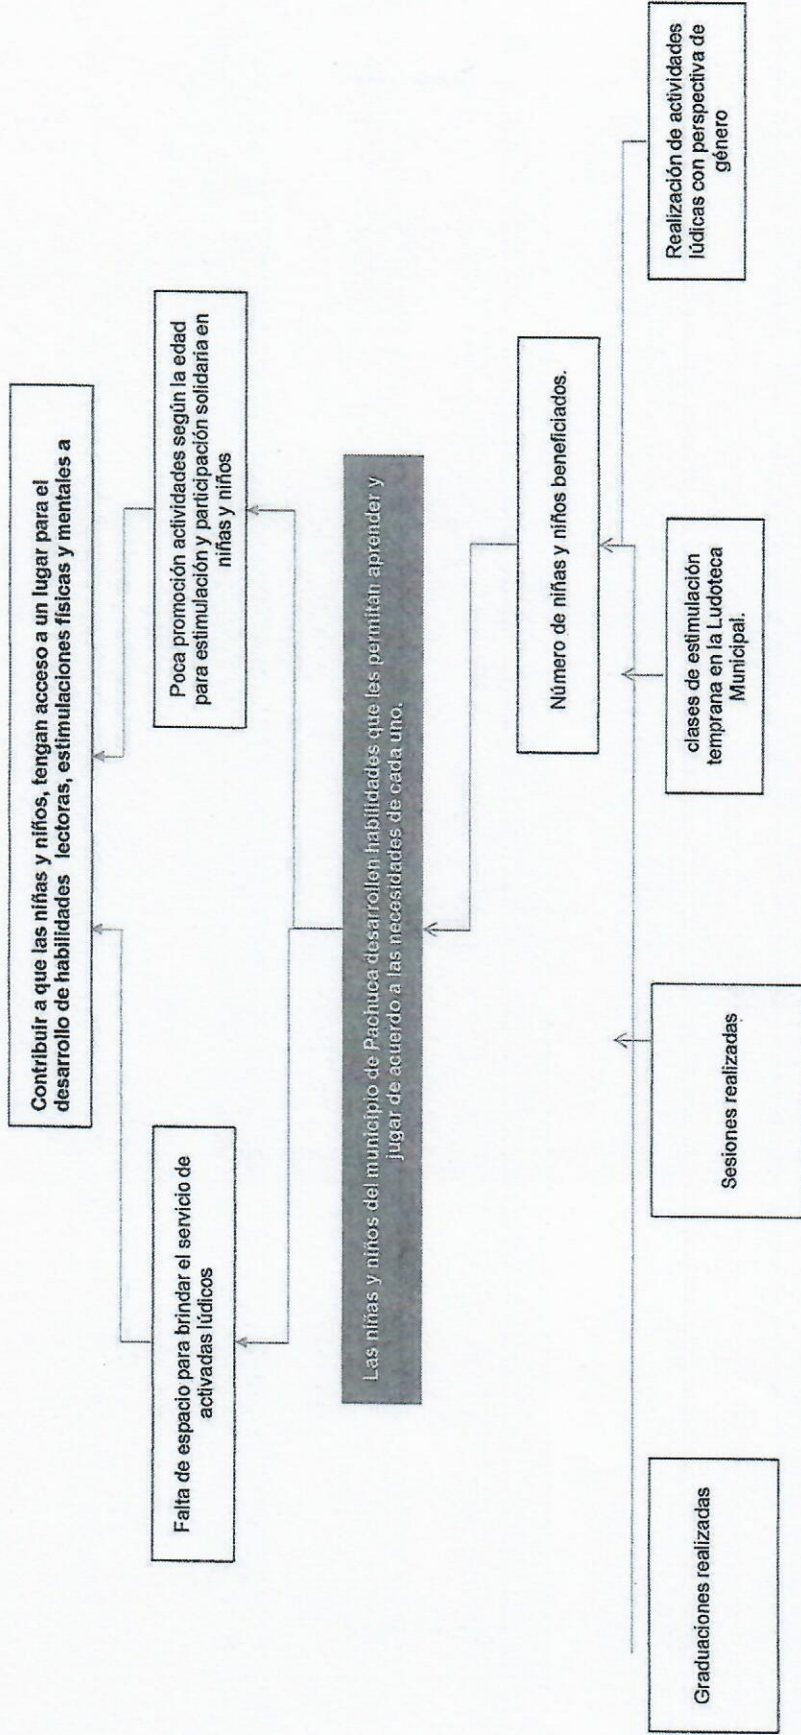 Contribuir a que las niñas y niños, tengan acceso a un lugar para el
desarrollo de habilidades lectoras, estimulaciones físicas y mentales a
Falta de espacio para brindar el servicio de
activadas lúdicos
Poca promoción actividades según la edad
para estimulación y participación solidaria en
niñas y niños
Las niñas y niños del municipio de Pachuca desarrollen habilidades que les permitan aprender y
jugar de acuerdo a las necesidades de cada uno.
Número de niñas y niños beneficiados.
Graduaciones realizadas
Sesiones realizadas
clases de estimulación
temprana en la Ludoteca
Municipal.
Realización de actividades
lúdicas con perspectiva de
género